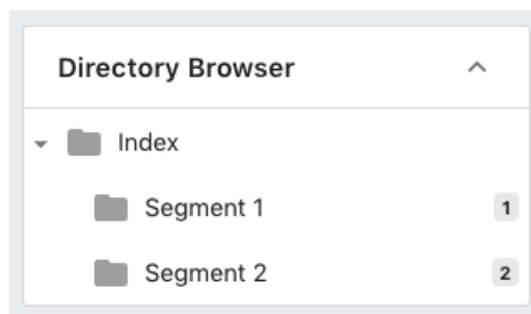 Directory Browser
Index
Segment 1 1
Segment 2 2